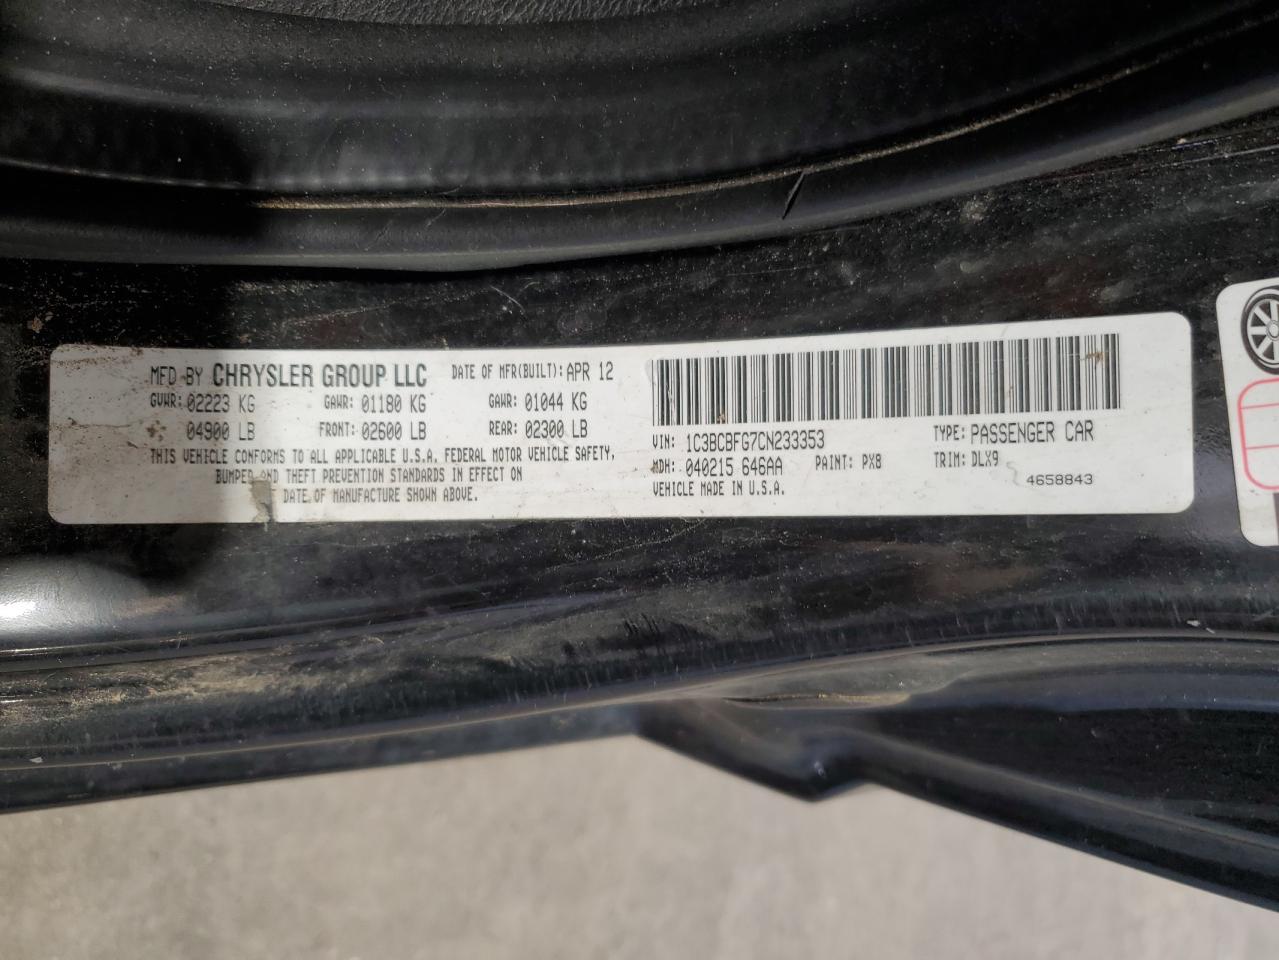 MFD BY CHRYSLER GROUP LLC DATE OF MFR(BUILT): APR 12
GVWR: 02223 KG GAWR: 01180 KG GAWR: 01044 KG
04900 LB FRONT: 02600 LB REAR: 02300 LB
THIS VEHICLE CONFORMS TO ALL APPLICABLE U.S.A. FEDERAL MOTOR VEHICLE SAFETY,
BUMPER AND THEFT PREVENTION STANDARDS IN EFFECT ON
DATE OF MANUFACTURE SHOWN ABOVE.
VIN: 1C3BCBFG7CN233353 TYPE: PASSENGER CAR
MDH: 040215 646AA PAINT: PX8 TRIM: DLX9
VEHICLE MADE IN U.S.A. 4658843